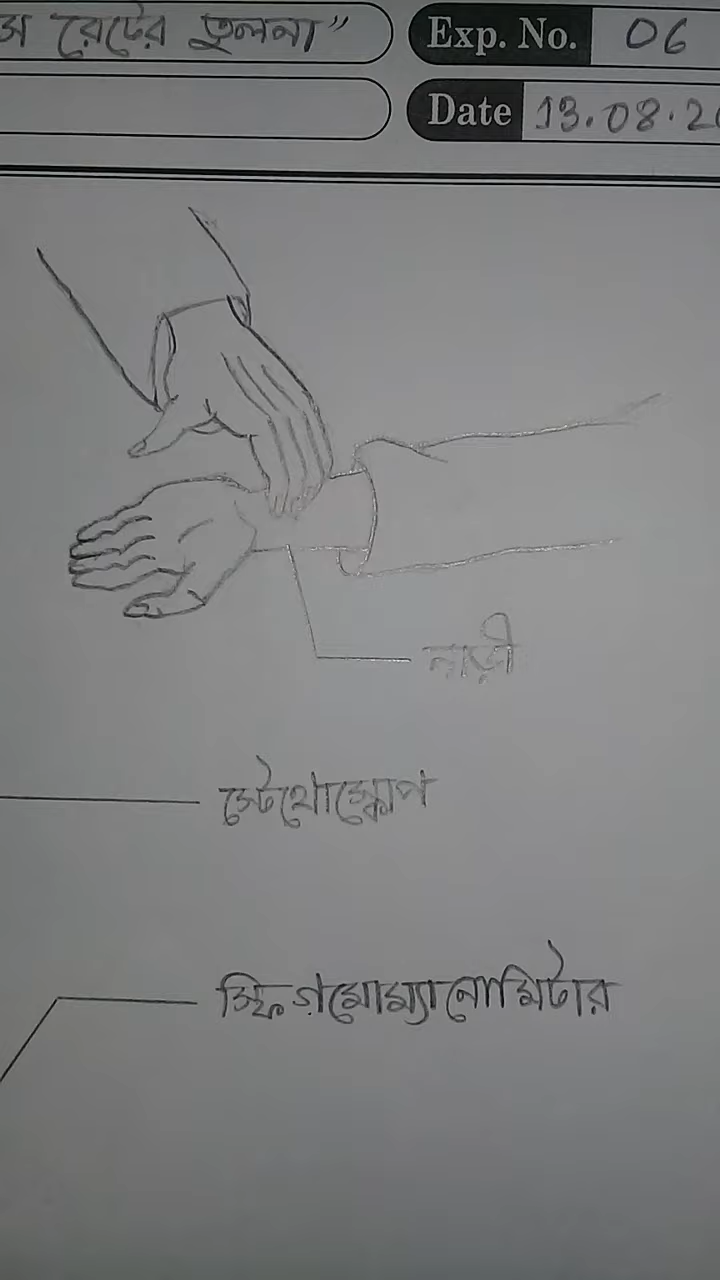 রেটের তুলনা”
Exp. No. 06
Date 13.08.2
নাড়ী
স্টেথোস্কোপ
স্ফিগমোম্যানোমিটার